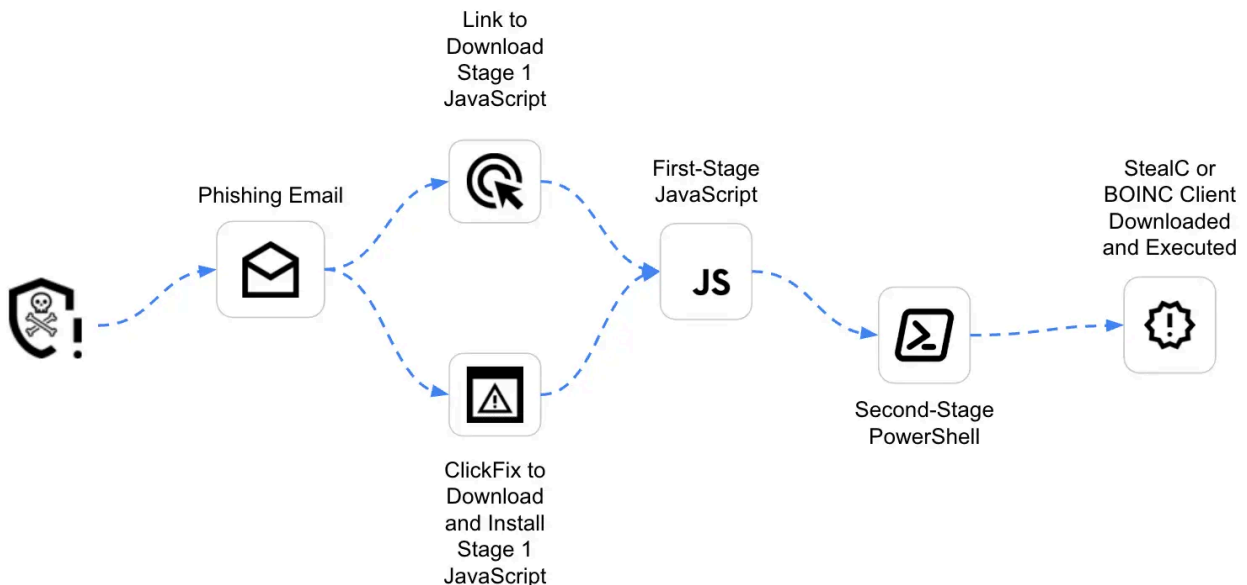 Link to
Download
Stage 1
JavaScript
Phishing Email
First-Stage
JavaScript
JS
StealC or
BOINC Client
Downloaded
and Executed
Second-Stage
PowerShell
ClickFix to
Download
and Install
Stage 1
JavaScript